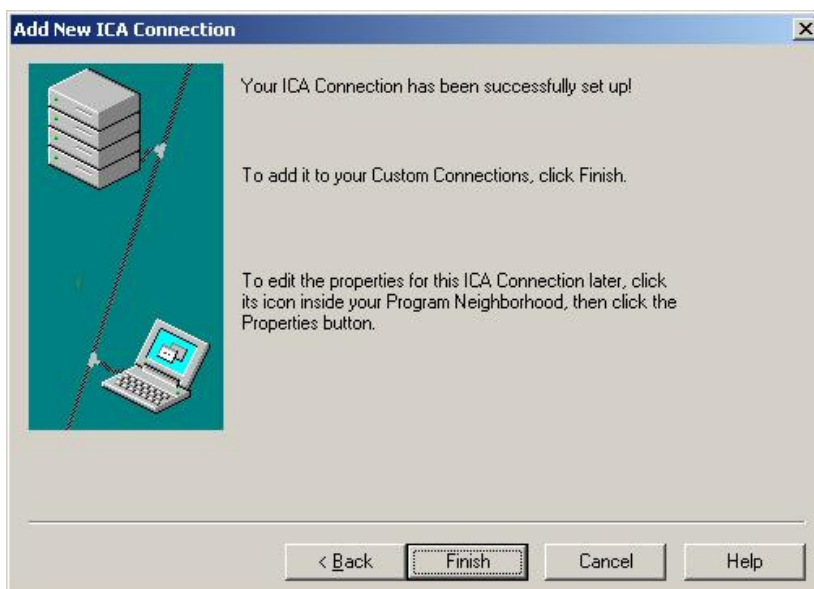 Add New ICA Connection
Your ICA Connection has been successfully set up!
To add it to your Custom Connections, click Finish.
To edit the properties for this ICA Connection later, click
its icon inside your Program Neighborhood, then click the
Properties button.
< Back Finish Cancel Help